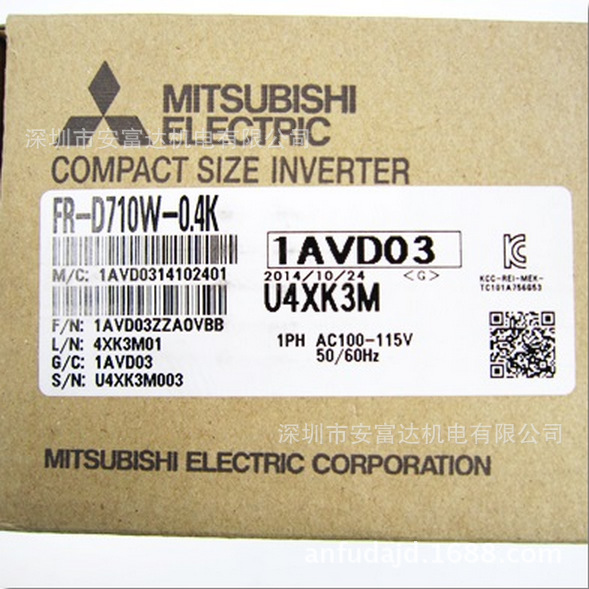 MITSUBISHI
ELECTRIC
深圳市安富达机电有限公司
COMPACT SIZE INVERTER
FR-D710W-0.4K
M/C: 1AVD0314102401
1AVD03
2014/10/24 <G>
U4XK3M
KCC-REI-MEK-
TC101A756G53
F/N: 1AVD03ZZAOVBB
L/N: 4XK3M01
G/C: 1AVD03
S/N: U4XK3M003
1PH AC100-115V
50/60Hz
深圳市安富达机电有限公司
MITSUBISHI ELECTRIC CORPORATION
anfudajd.1688.com